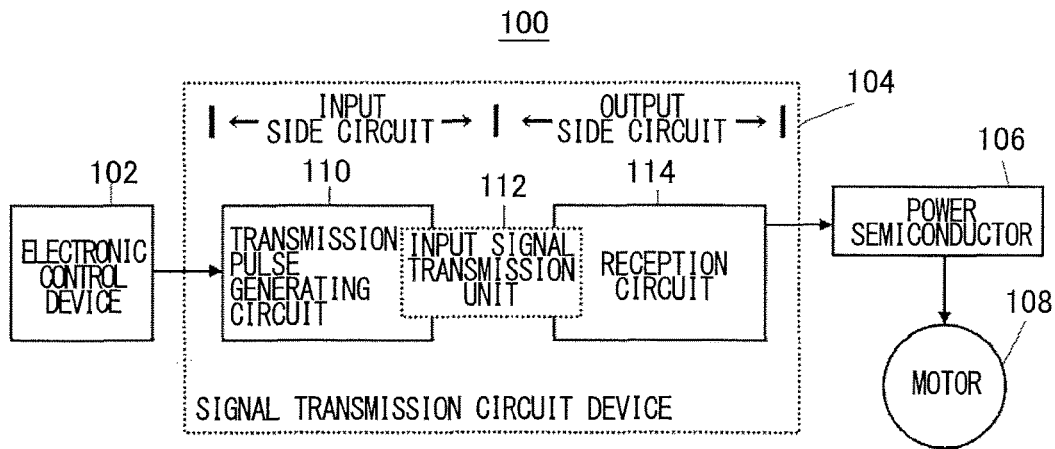 100
104
INPUT
SIDE CIRCUIT
OUTPUT
SIDE CIRCUIT
102
110
112
114
106
ELECTRONIC
CONTROL
DEVICE
TRANSMISSION
PULSE
GENERATING
CIRCUIT
INPUT SIGNAL
TRANSMISSION
UNIT
RECEPTION
CIRCUIT
POWER
SEMICONDUCTOR
108
MOTOR
SIGNAL TRANSMISSION CIRCUIT DEVICE